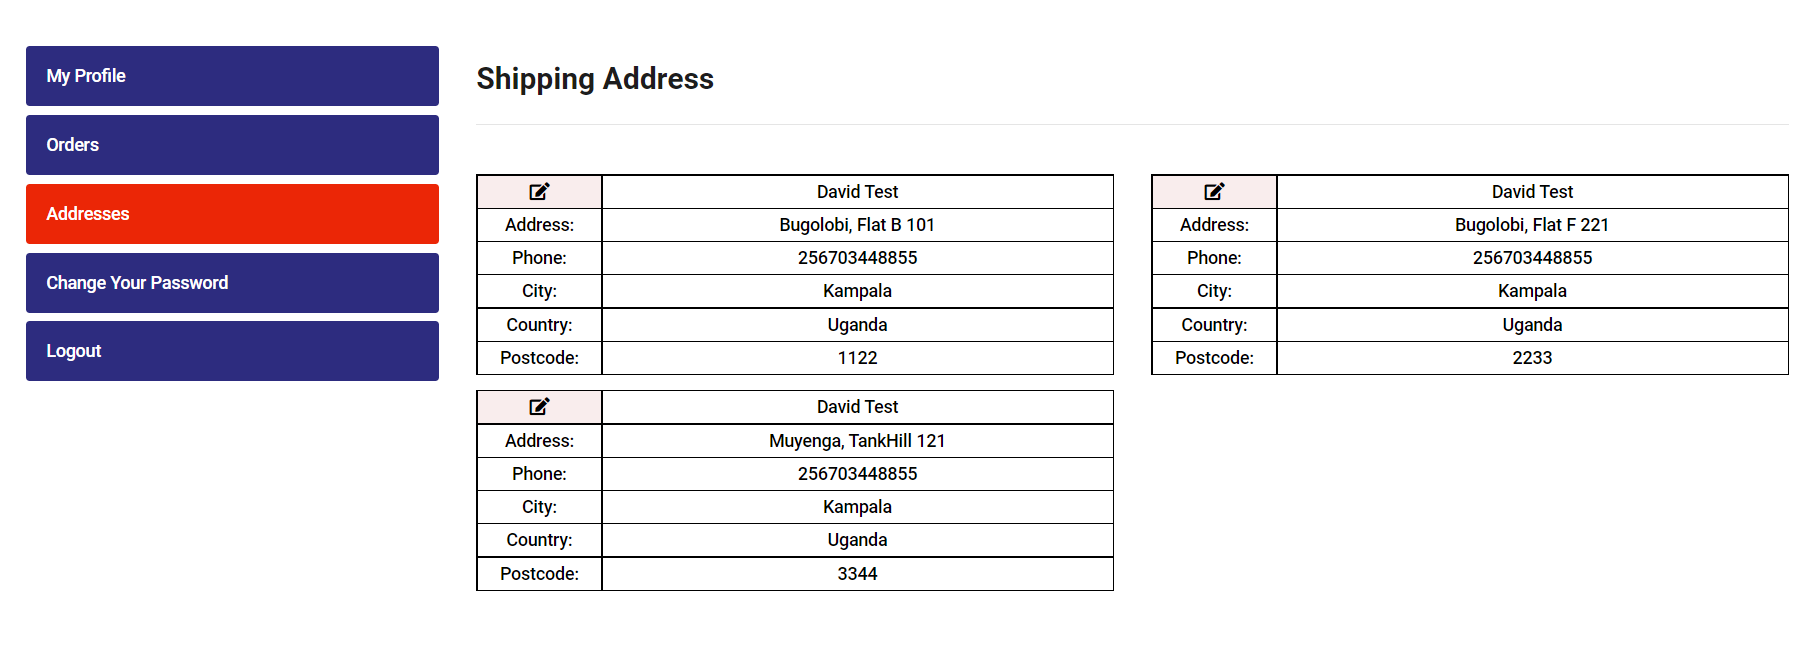 My Profile
Orders
Addresses
Change Your Password
Logout
Shipping Address
David Test
Address: Bugolobi, Flat B 101
Phone: 256703448855
City: Kampala
Country: Uganda
Postcode: 1122
David Test
Address: Bugolobi, Flat F 221
Phone: 256703448855
City: Kampala
Country: Uganda
Postcode: 2233
David Test
Address: Muyenga, TankHill 121
Phone: 256703448855
City: Kampala
Country: Uganda
Postcode: 3344